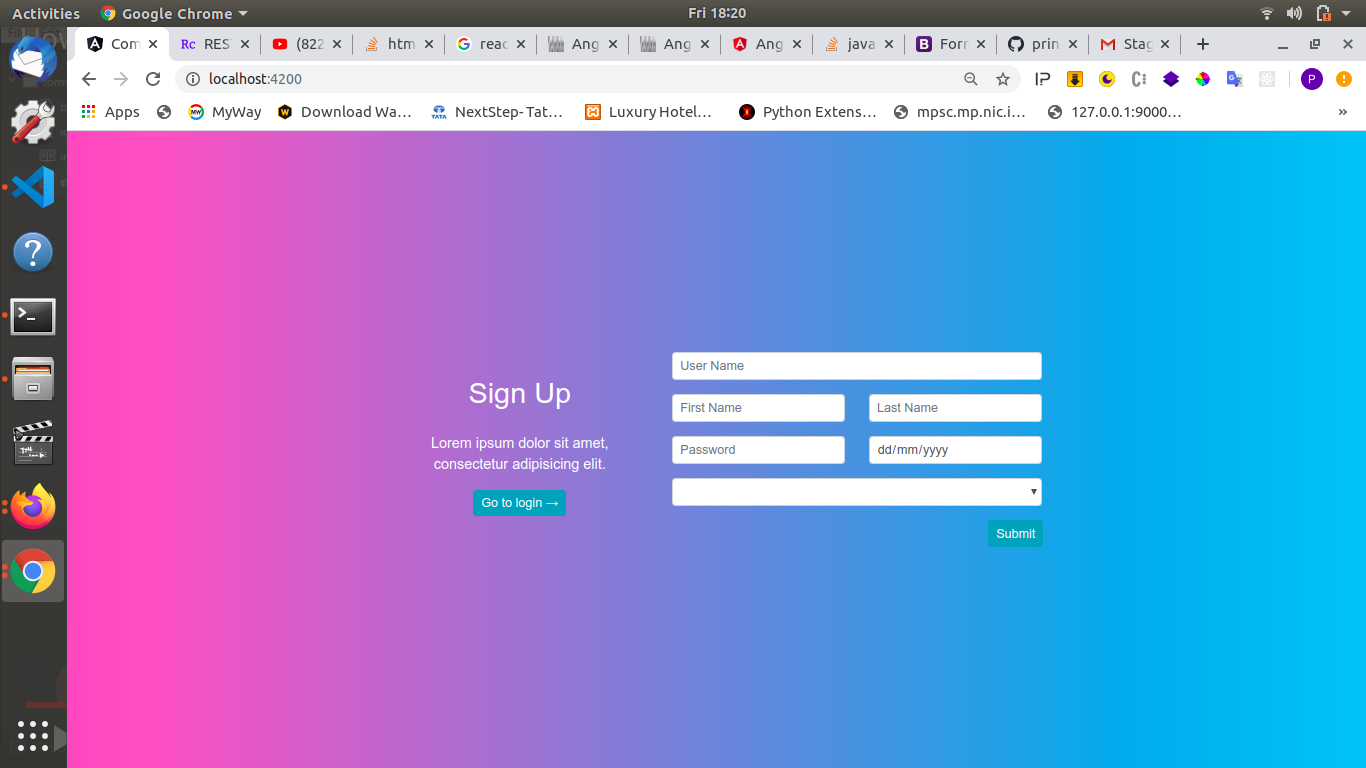 Activities Google Chrome Fri 18:20
Com RES (822 htm reac Ang Ang Ang java Forr prin Stag
localhost:4200
Apps MyWay Download Wa... NextStep- Tat... Luxury Hotel... Python Extens... mpsc.mp.nic.i... 127.0.0.1:9000... »
User Name
Sign Up
First Name Last Name
Lorem ipsum dolor sit amet,
consectetur adipisicing elit.
Password dd/mm/yyyy
Go to login →
Submit